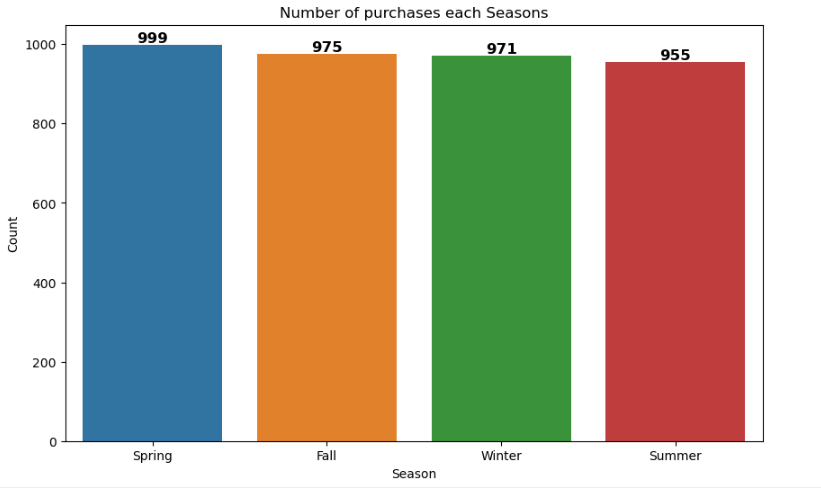 Number of purchases each Seasons
999
975
971
955
1000
800
600
400
200
0
Count
Spring
Fall
Winter
Summer
Season